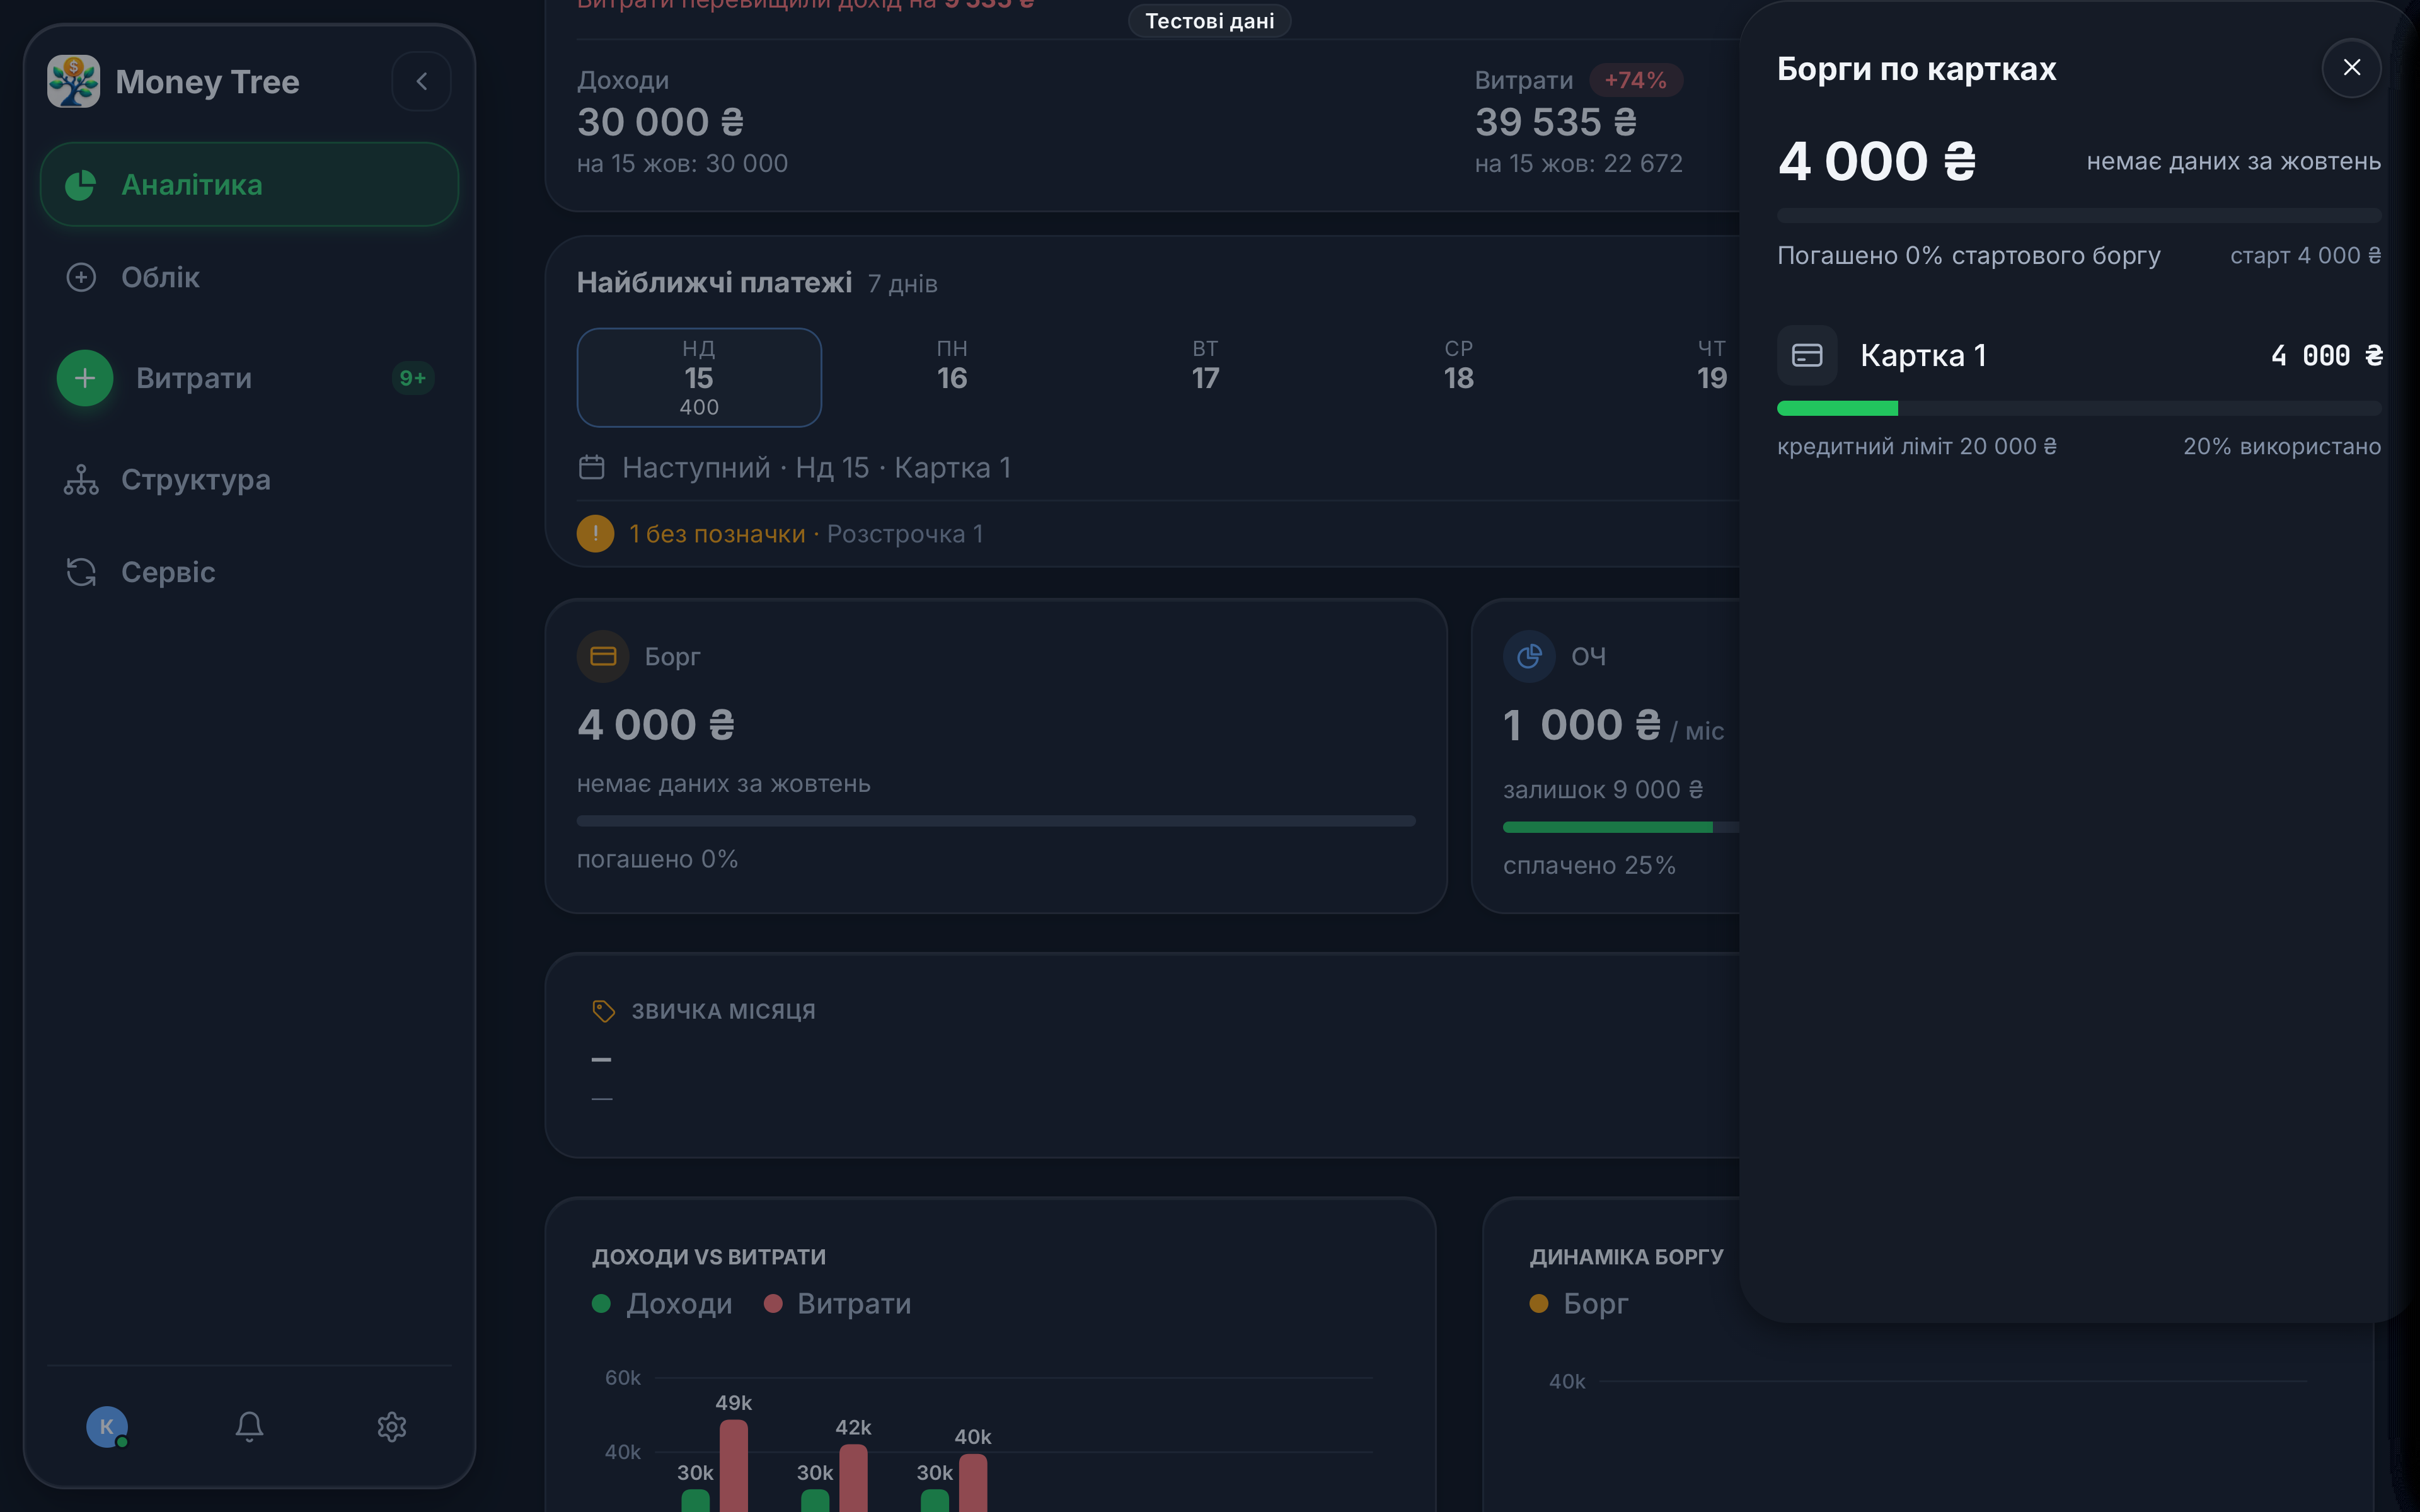 Money Tree
Аналітика
Облік
Витрати 9+
Структура
Сервіс
K
Витрати перевищили дохід на 9 535 ₴
Тестові дані
Доходи
30 000 ₴
на 15 жов: 30 000
Витрати +74%
39 535 ₴
на 15 жов: 22 672
Найближчі платежі 7 днів
НД
15
400
ПН
16
ВТ
17
СР
18
ЧТ
19
Наступний · Нд 15 · Картка 1
! 1 без позначки · Розстрочка 1
Борг
4 000 ₴
немає даних за жовтень
погашено 0%
ОЧ
1 000 ₴ / міс
залишок 9 000 ₴
сплачено 25%
ЗВИЧКА МІСЯЦЯ
–
—
ДОХОДИ VS ВИТРАТИ
Доходи Витрати
60k
40k
49k
42k
40k
30k
30k
30k
ДИНАМІКА БОРГУ
Борг
40k
Борги по картках
4 000 ₴ немає даних за жовтень
Погашено 0% стартового боргу старт 4 000 ₴
Картка 1 4 000 ₴
кредитний ліміт 20 000 ₴ 20% використано